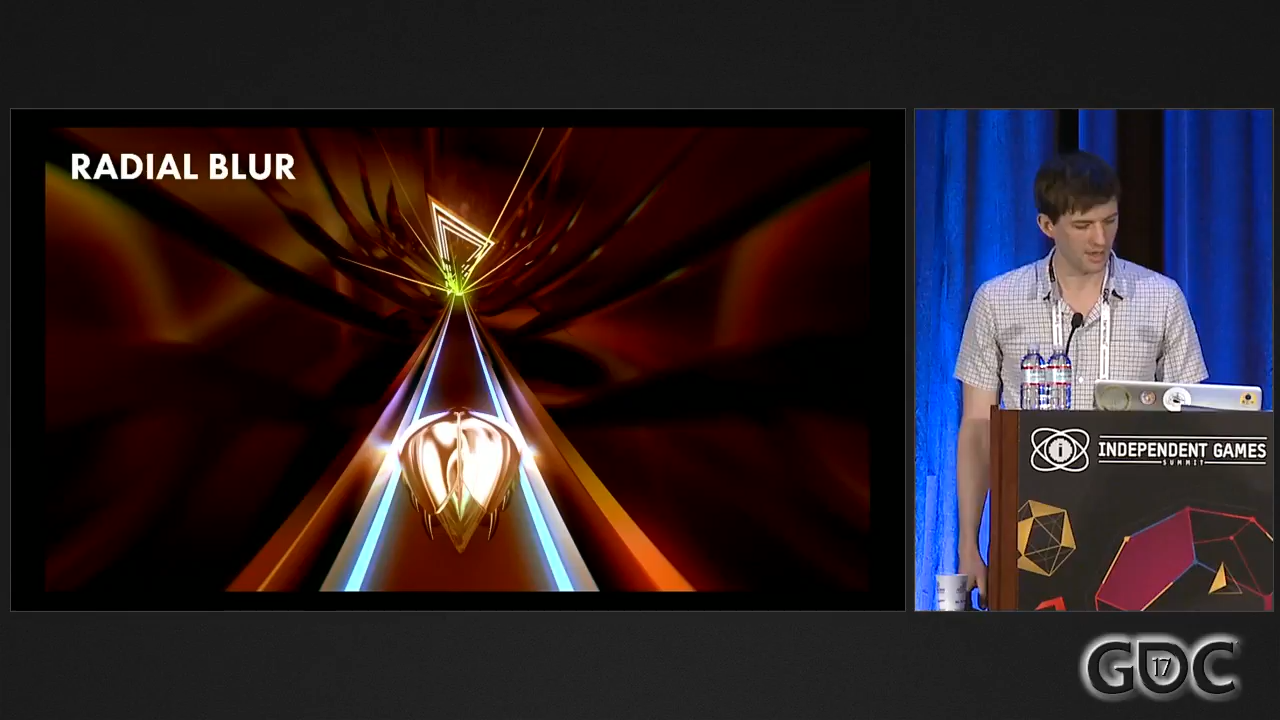 RADIAL BLUR
i
INDEPENDENT GAMES
SUMMIT
GDC
17